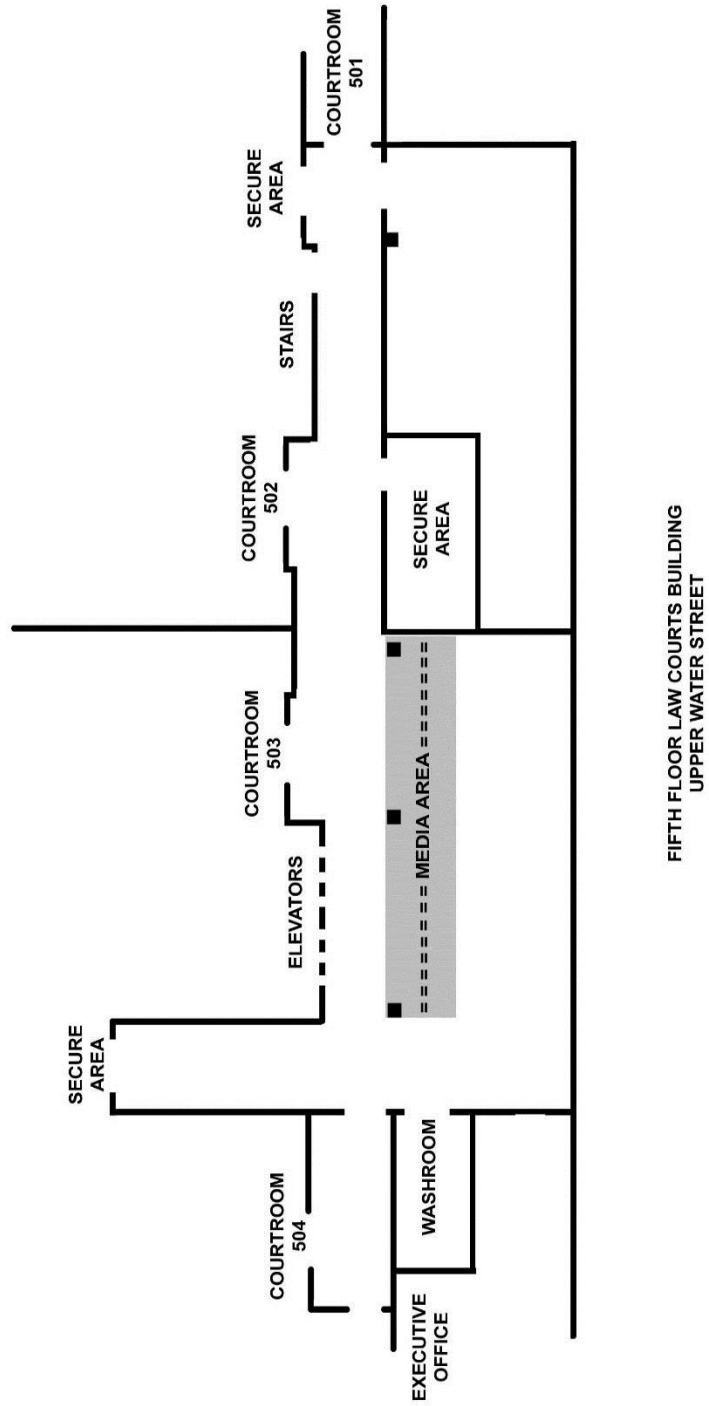 SECURE
AREA
COURTROOM
504
ELEVATORS
COURTROOM
503
COURTROOM
502
STAIRS
SECURE
AREA
COURTROOM
501
EXECUTIVE
OFFICE
WASHROOM
= = = = = = = = MEDIA AREA = = = = = = =
SECURE
AREA
FIFTH FLOOR LAW COURTS BUILDING
UPPER WATER STREET